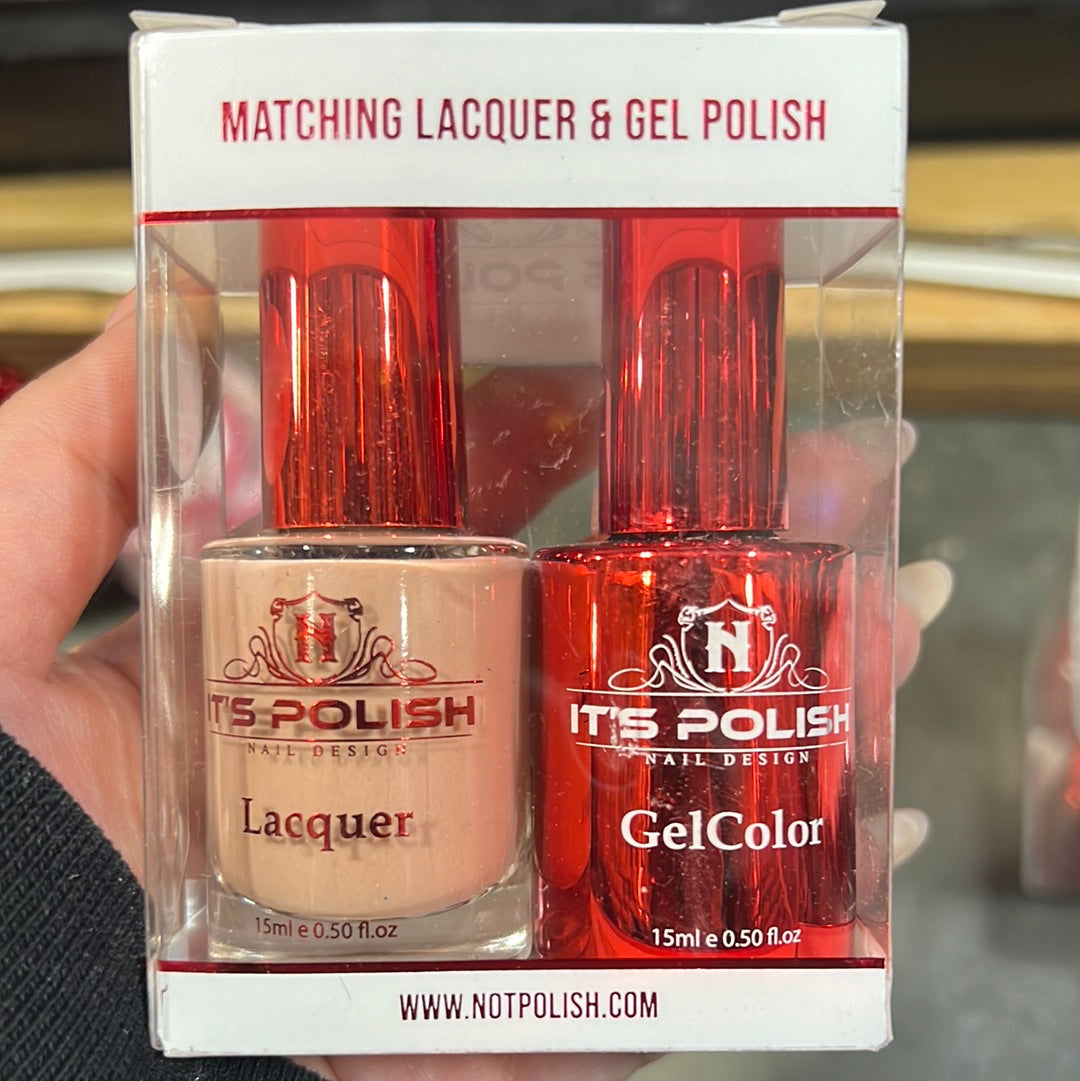 MATCHING LACQUER & GEL POLISH
N
IT'S POLISH
NAIL DESIGN
Lacquer
15ml e 0.50 fl.oz
N
IT'S POLISH
NAIL DESIGN
GelColor
15ml e 0.50 fl.oz
WWW.NOTPOLISH.COM